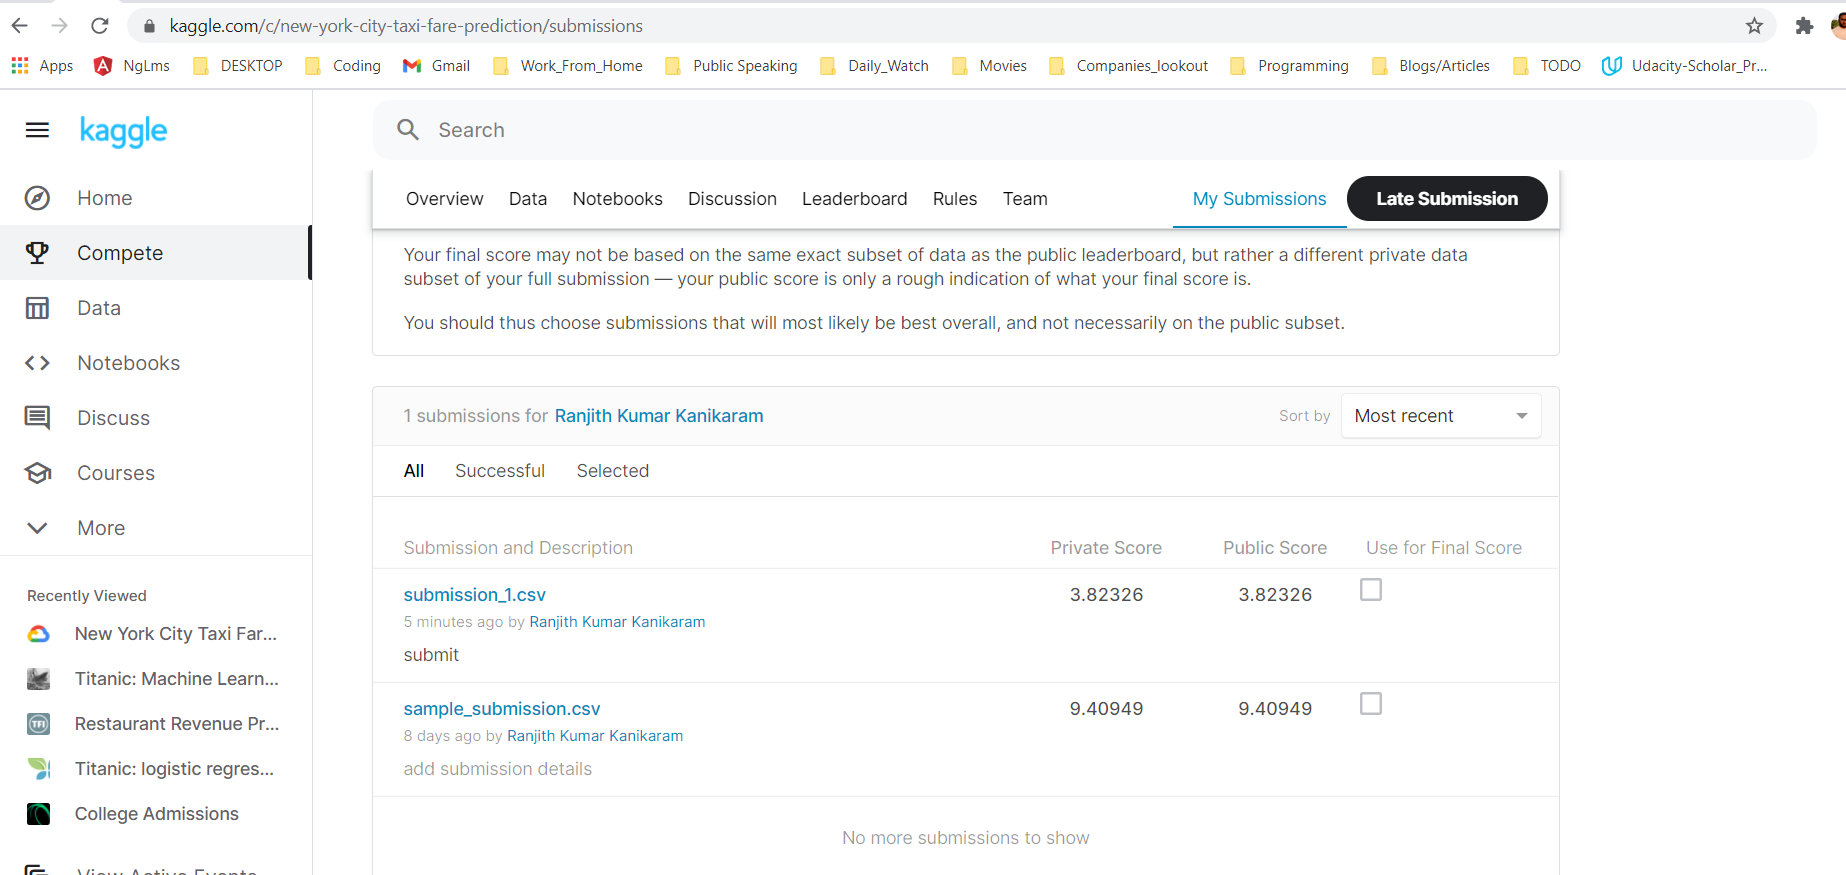 kaggle.com/c/new-york-city-taxi-fare-prediction/submissions
Apps NgLms DESKTOP Coding Gmail Work_From_Home Public Speaking Daily_Watch Movies Companies_lookout Programming Blogs/Articles TODO Udacity-Scholar_Pr...
kaggle
Search
Home
Compete
Data
Notebooks
Discuss
Courses
More
Recently Viewed
New York City Taxi Far...
Titanic: Machine Learn...
TFI
Restaurant Revenue Pr...
Titanic: logistic regres...
College Admissions
View Active Events
Overview Data Notebooks Discussion Leaderboard Rules Team My Submissions Late Submission
Your final score may not be based on the same exact subset of data as the public leaderboard, but rather a different private data
subset of your full submission — your public score is only a rough indication of what your final score is.
You should thus choose submissions that will most likely be best overall, and not necessarily on the public subset.
1 submissions for Ranjith Kumar Kanikaram Sort by Most recent
All Successful Selected
Submission and Description Private Score Public Score Use for Final Score
submission_1.csv 3.82326 3.82326
5 minutes ago by Ranjith Kumar Kanikaram
submit
sample_submission.csv 9.40949 9.40949
8 days ago by Ranjith Kumar Kanikaram
add submission details
No more submissions to show